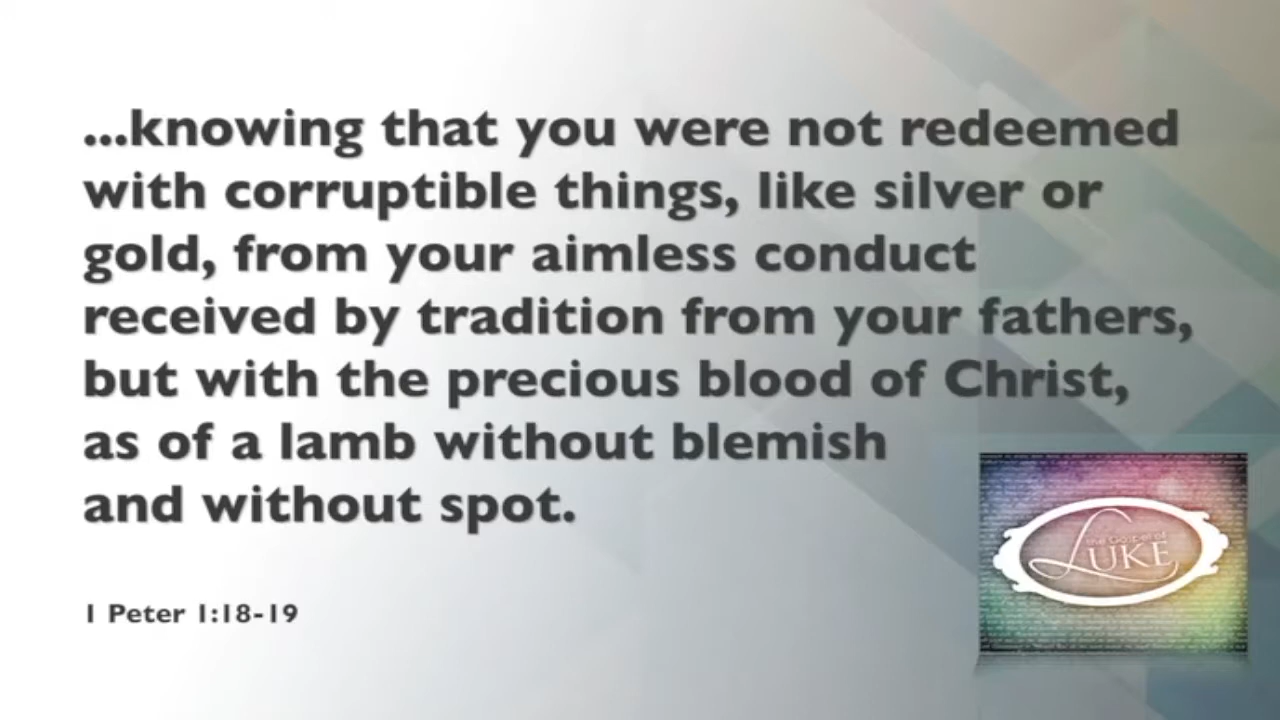 ...knowing that you were not redeemed
with corruptible things, like silver or
gold, from your aimless conduct
received by tradition from your fathers,
but with the precious blood of Christ,
as of a lamb without blemish
and without spot.
1 Peter 1:18-19
the Gospel of
LUKE